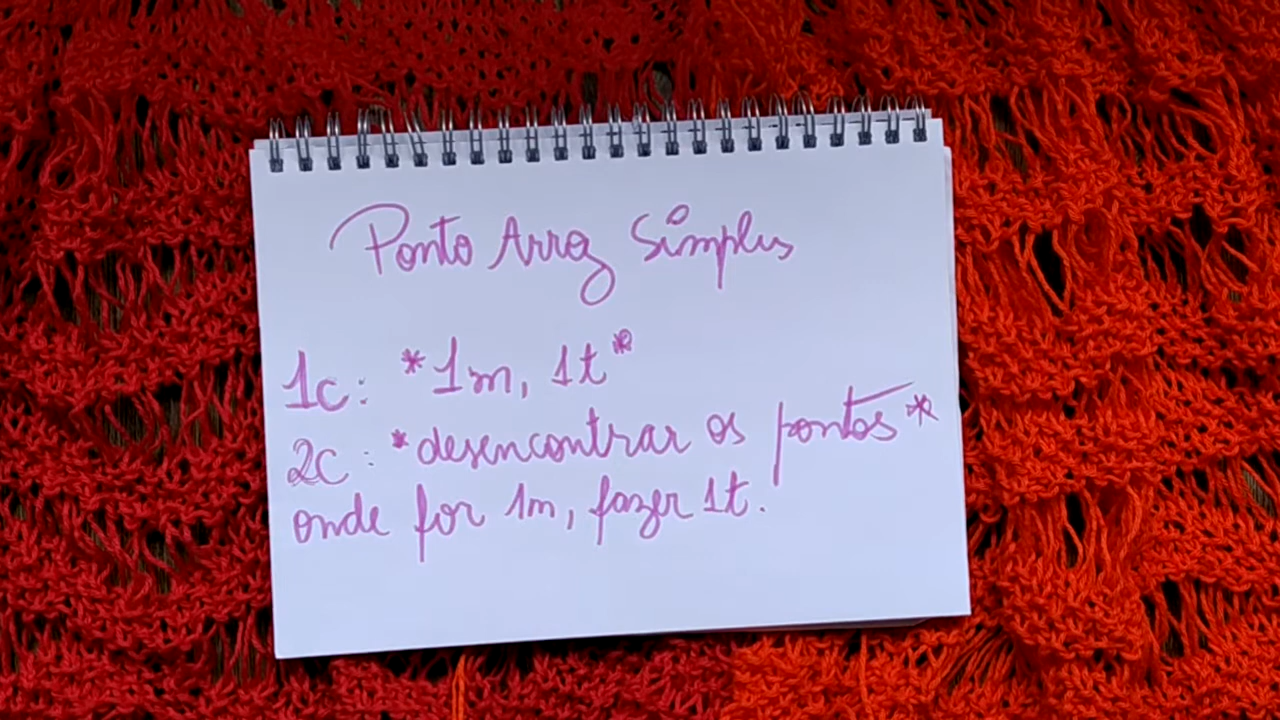 Ponto Arroz Simples
1c: *1m, 1t*
2c: *desencontrar os pontos*
onde for 1m, fazer 1t.